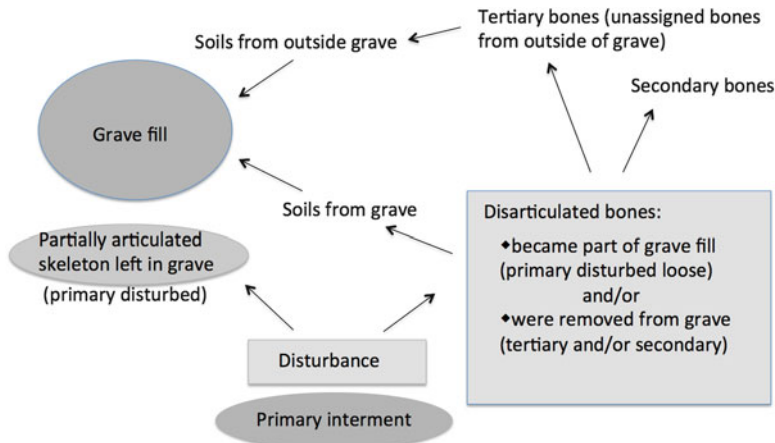 Tertiary bones (unassigned bones
from outside of grave)
Soils from outside grave
Secondary bones
Grave fill
Soils from grave
Disarticulated bones:
◆became part of grave fill
(primary disturbed loose)
and/or
◆were removed from grave
(tertiary and/or secondary)
Partially articulated
skeleton left in grave
(primary disturbed)
Disturbance
Primary interment